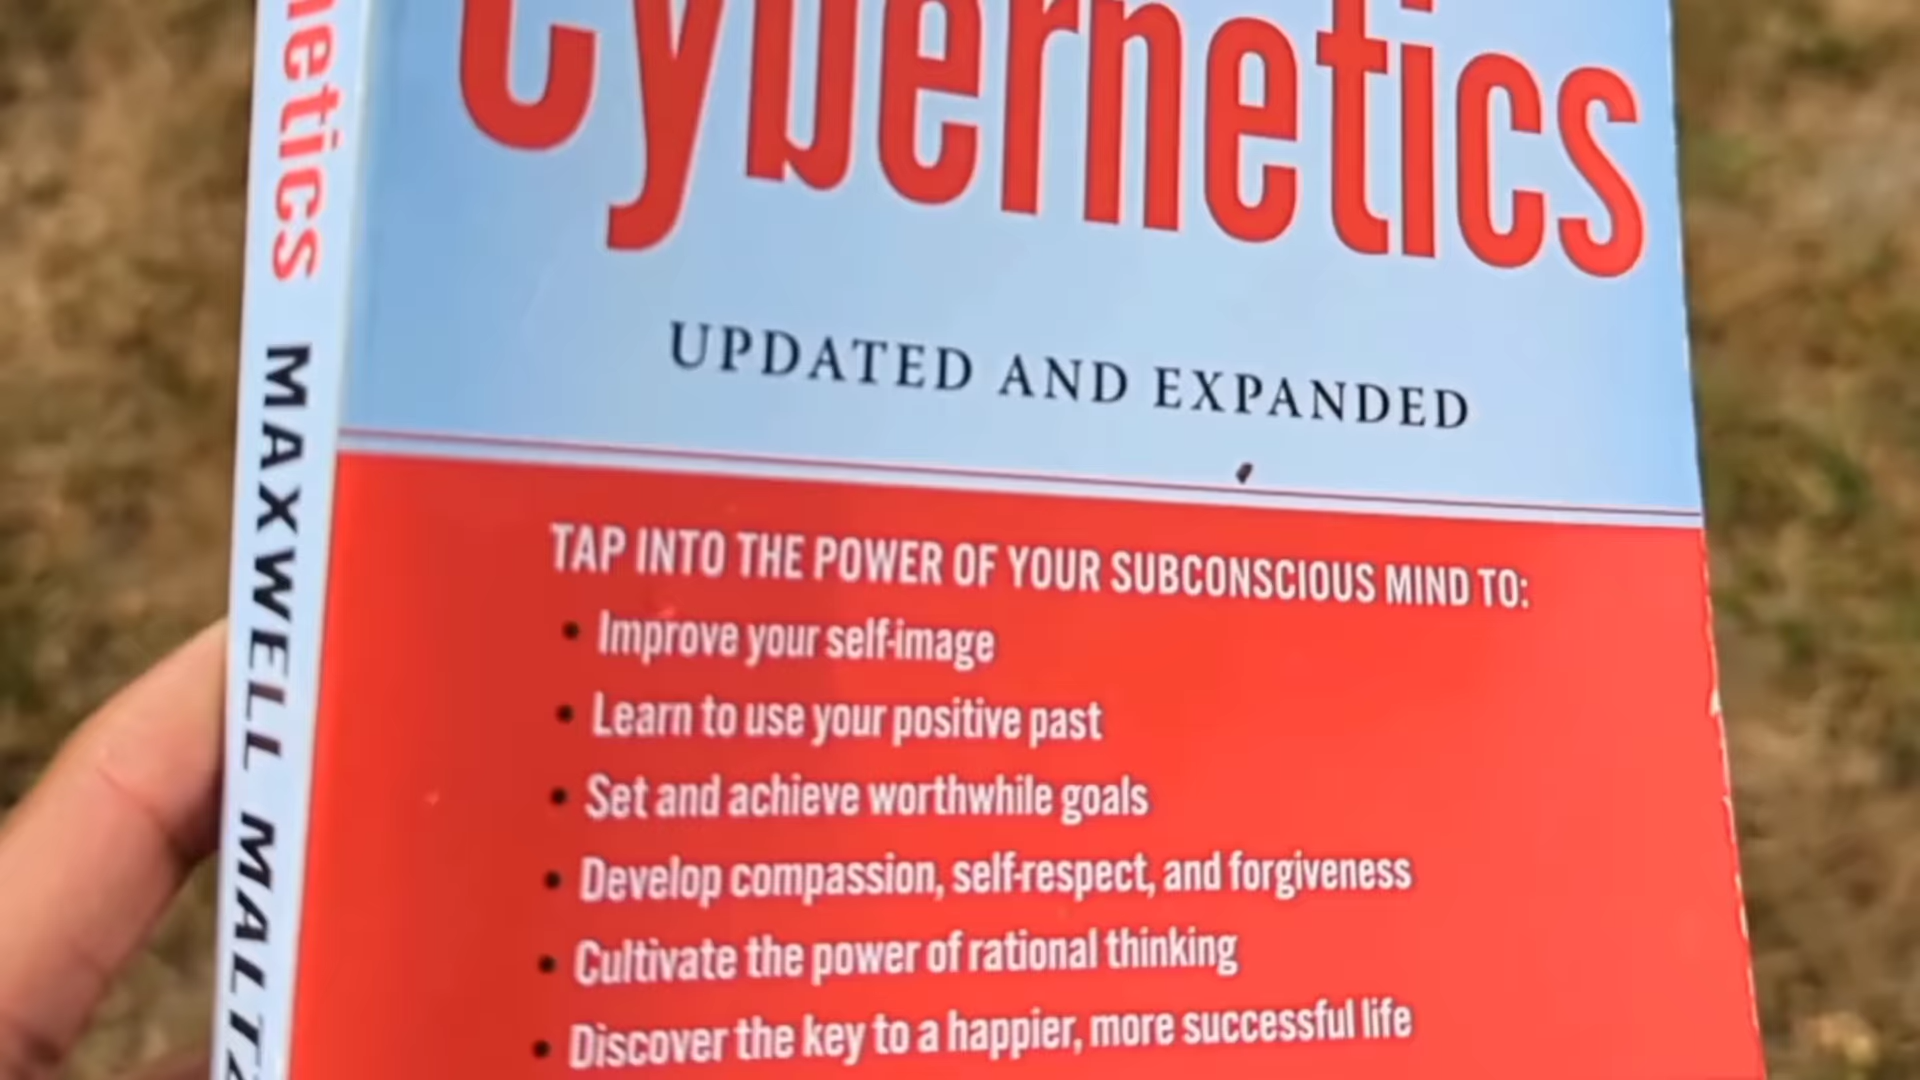 Cybernetics
UPDATED AND EXPANDED
TAP INTO THE POWER OF YOUR SUBCONSCIOUS MIND TO:
• Improve your self-image
• Learn to use your positive past
• Set and achieve worthwhile goals
• Develop compassion, self-respect, and forgiveness
• Cultivate the power of rational thinking
• Discover the key to a happier, more successful life
netics MAXWELL MALTZ